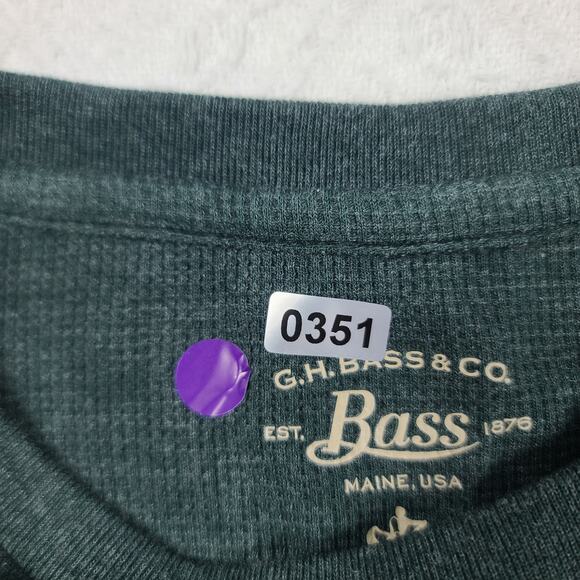 0351
G.H. BASS & CO.
EST. Bass 1876
MAINE, USA